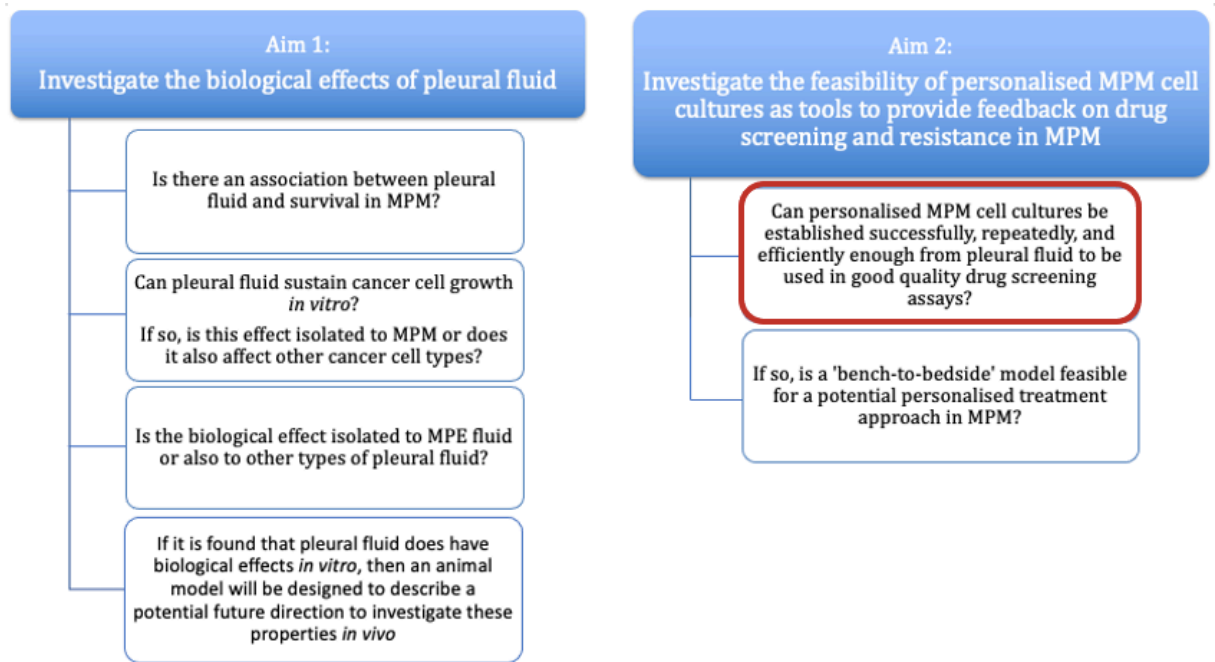 Aim 1:
Investigate the biological effects of pleural fluid
Is there an association between pleural
fluid and survival in MPM?
Can pleural fluid sustain cancer cell growth
in vitro?
If so, is this effect isolated to MPM or does
it also affect other cancer cell types?
Is the biological effect isolated to MPE fluid
or also to other types of pleural fluid?
If it is found that pleural fluid does have
biological effects in vitro, then an animal
model will be designed to describe a
potential future direction to investigate these
properties in vivo
Aim 2:
Investigate the feasibility of personalised MPM cell
cultures as tools to provide feedback on drug
screening and resistance in MPM
Can personalised MPM cell cultures be
established successfully, repeatedly, and
efficiently enough from pleural fluid to be
used in good quality drug screening
assays?
If so, is a 'bench-to-bedside' model feasible
for a potential personalised treatment
approach in MPM?